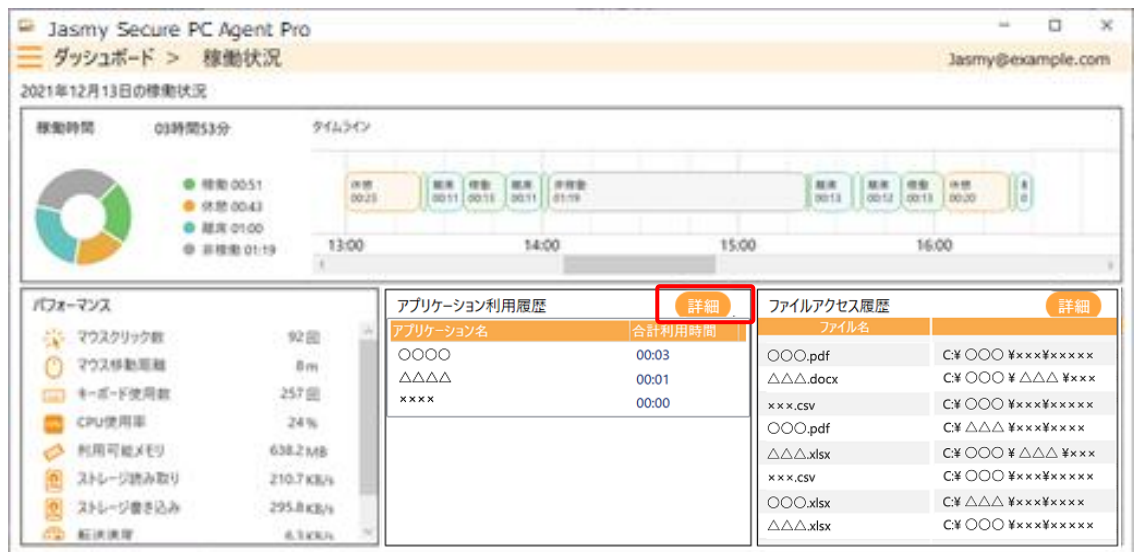 Jasmy Secure PC Agent Pro
ダッシュボード > 稼働状況
Jasmy@example.com
2021年12月13日の稼働状況
稼働時間 03時間53分 タイムライン
稼働 00:51
休憩 00:43
離席 01:00
非稼働 01:19
休憩 離席 稼働 離席 非稼働 離席 離席 稼働 休憩
00:23 00:11 00:13 00:11 01:19 00:13 00:12 00:13 00:20 0
13:00 14:00 15:00 16:00
パフォーマンス
マウスクリック数 92回
マウス移動距離 8m
キーボード使用数 257回
CPU使用率 24%
利用可能メモリ 638.2MB
ストレージ読み取り 210.7KB/s
ストレージ書き込み 295.8KB/s
転送速度 6.3KB/s
アプリケーション利用履歴 詳細
アプリケーション名 合計利用時間
○○○○ 00:03
△△△△ 00:01
×××× 00:00
ファイルアクセス履歴 詳細
ファイル名
○○○.pdf C:¥ ○○○ ¥×××¥×××××
△△△.docx C:¥ ○○○ ¥ △△△ ¥×××
×××.csv C:¥ ○○○ ¥×××¥×××××
○○○.pdf C:¥ △△△ ¥×××¥××××
△△△.xlsx C:¥ ○○○ ¥ △△△ ¥×××
×××.csv C:¥ ○○○ ¥×××¥×××××
○○○.xlsx C:¥ △△△ ¥×××¥××××
△△△.xlsx C:¥ ○○○ ¥×××¥×××××